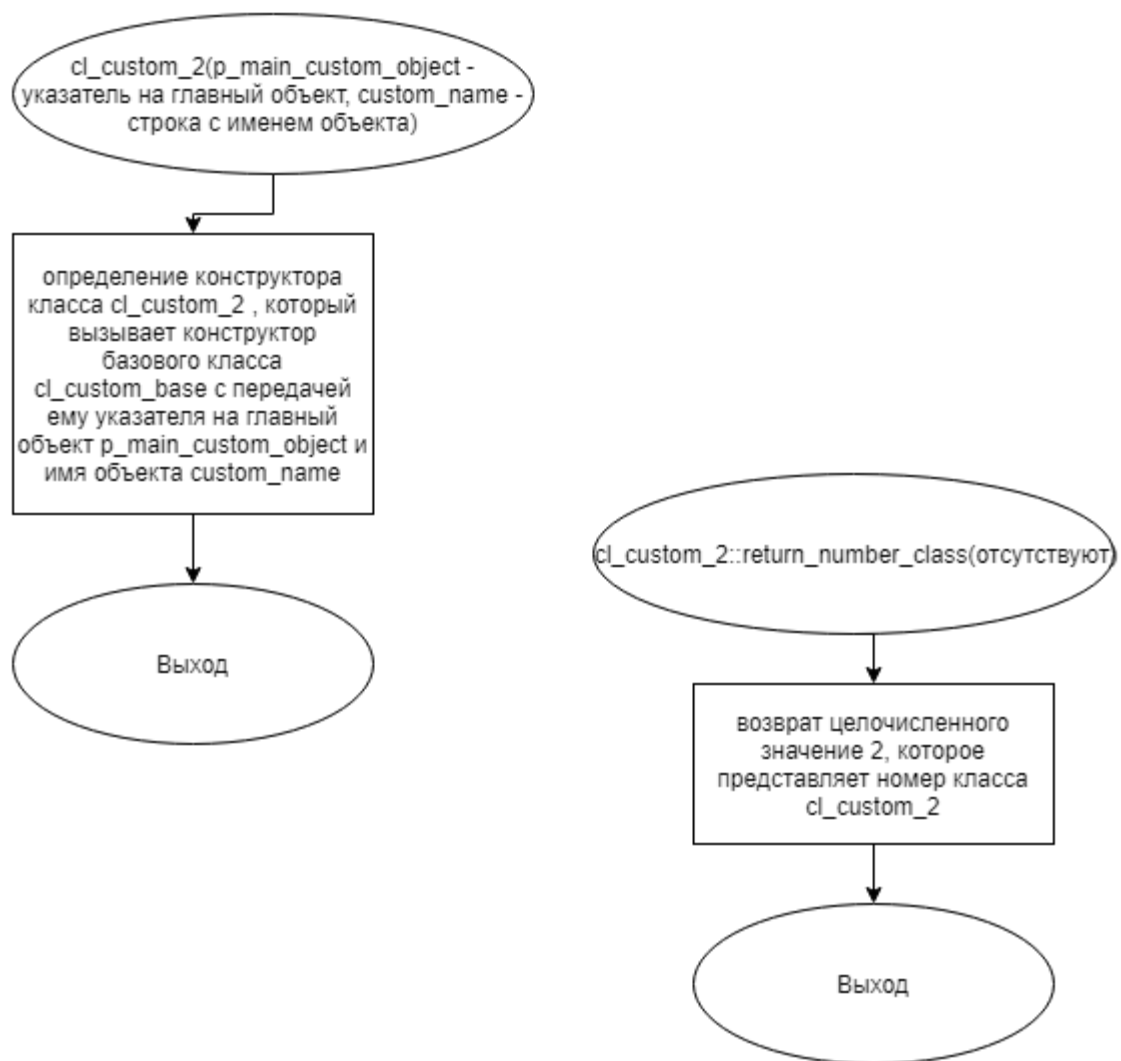 cl_custom_2(p_main_custom_object -
указатель на главный объект, custom_name -
строка с именем объекта)
определение конструктора
класса cl_custom_2 , который
вызывает конструктор
базового класса
cl_custom_base с передачей
ему указателя на главный
объект p_main_custom_object и
имя объекта custom_name
Выход
cl_custom_2::return_number_class(отсутствуют)
возврат целочисленного
значение 2, которое
представляет номер класса
cl_custom_2
Выход